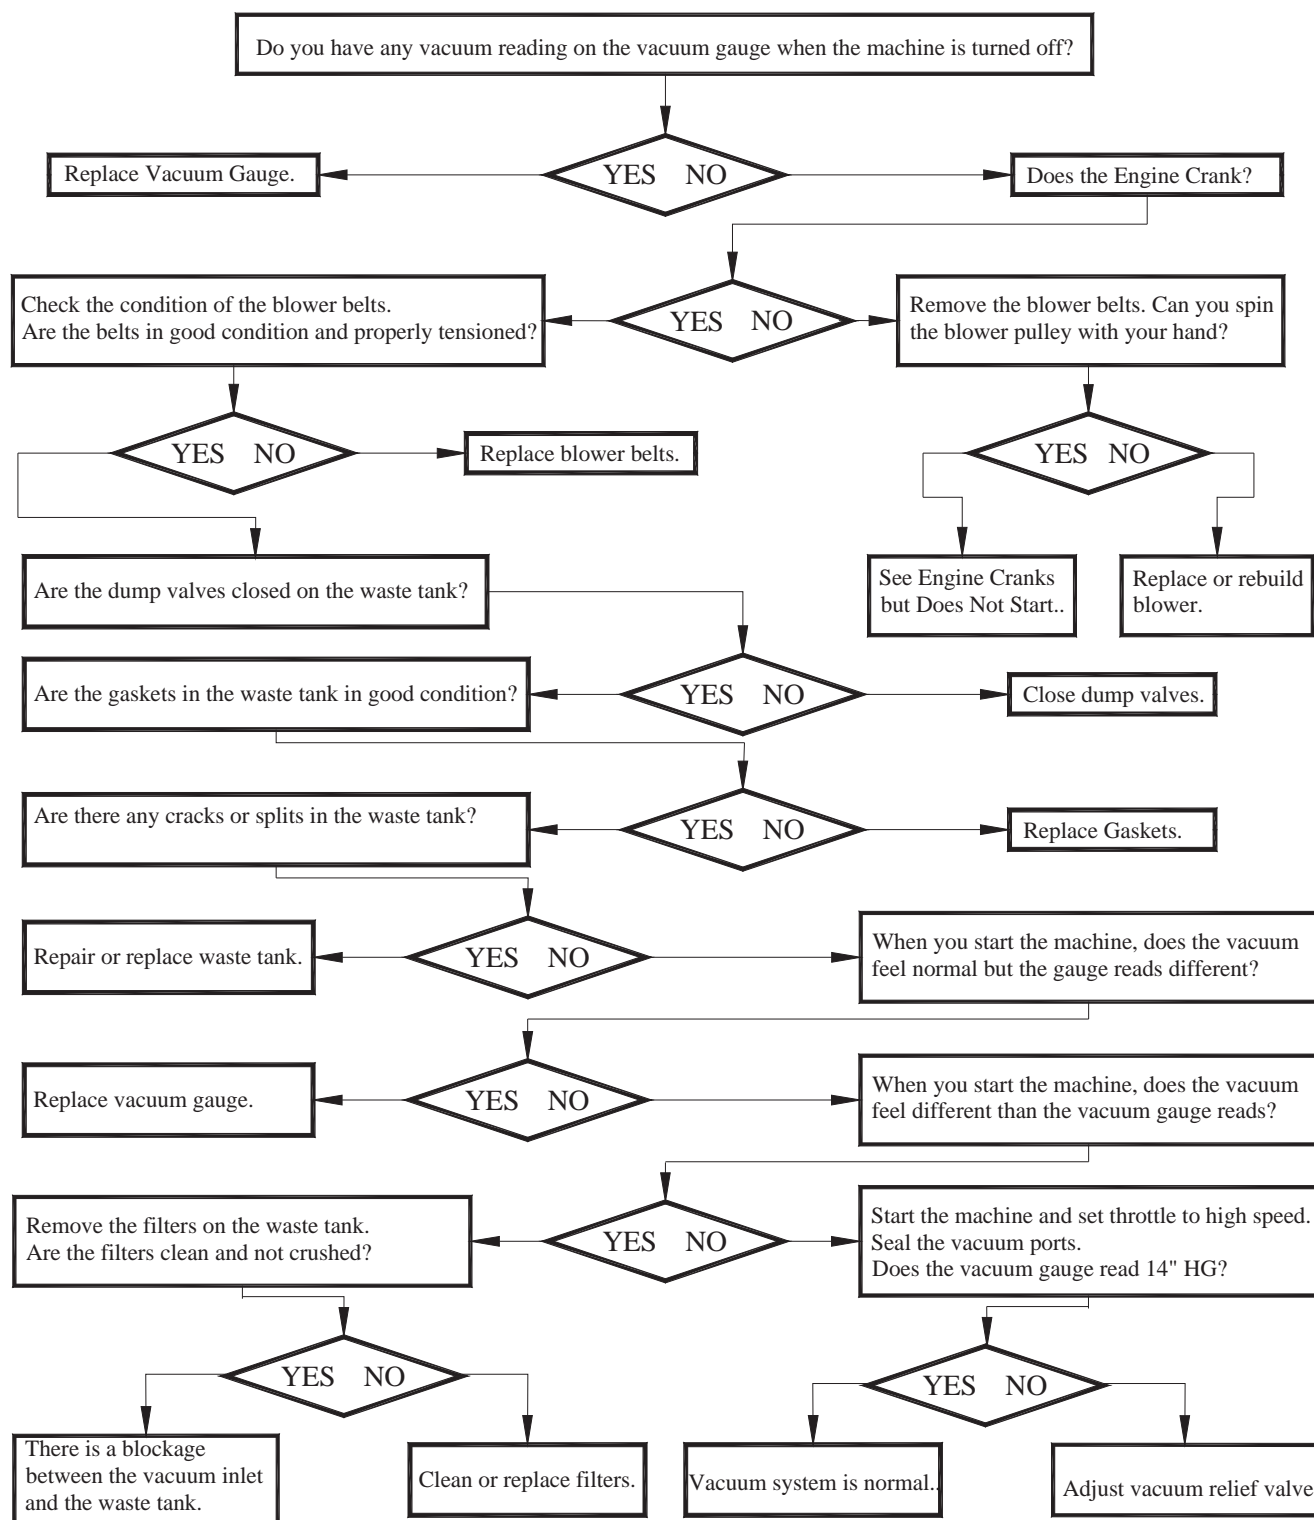 Do you have any vacuum reading on the vacuum gauge when the machine is turned off?
Replace Vacuum Gauge.
YES NO
Does the Engine Crank?
Check the condition of the blower belts.
Are the belts in good condition and properly tensioned?
YES NO
Remove the blower belts. Can you spin
the blower pulley with your hand?
YES NO
Replace blower belts.
YES NO
Are the dump valves closed on the waste tank?
See Engine Cranks
but Does Not Start..
Replace or rebuild
blower.
Are the gaskets in the waste tank in good condition?
YES NO
Close dump valves.
Are there any cracks or splits in the waste tank?
YES NO
Replace Gaskets.
Repair or replace waste tank.
YES NO
When you start the machine, does the vacuum
feel normal but the gauge reads different?
Replace vacuum gauge.
YES NO
When you start the machine, does the vacuum
feel different than the vacuum gauge reads?
Remove the filters on the waste tank.
Are the filters clean and not crushed?
YES NO
Start the machine and set throttle to high speed.
Seal the vacuum ports.
Does the vacuum gauge read 14" HG?
YES NO
YES NO
There is a blockage
between the vacuum inlet
and the waste tank.
Clean or replace filters.
Vacuum system is normal..
Adjust vacuum relief valve